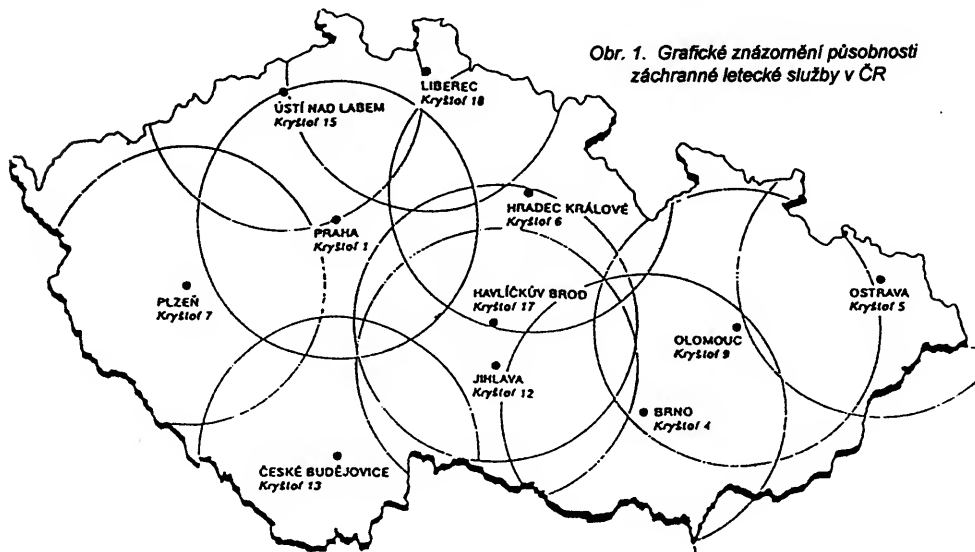 Obr. 1. Grafické znázornění působnosti
záchranné letecké služby v ČR
LIBEREC
Kryštof 18
ÚSTÍ NAD LABEM
Kryštof 15
HRADEC KRÁLOVÉ
Kryštof 6
PRAHA
Kryštof 1
PLZEŇ
Kryštof 7
HAVLÍČKŮV BROD
Kryštof 17
OSTRAVA
Kryštof 5
OLOMOUC
Kryštof 9
JIHLAVA
Kryštof 12
BRNO
Kryštof 4
ČESKÉ BUDĚJOVICE
Kryštof 13